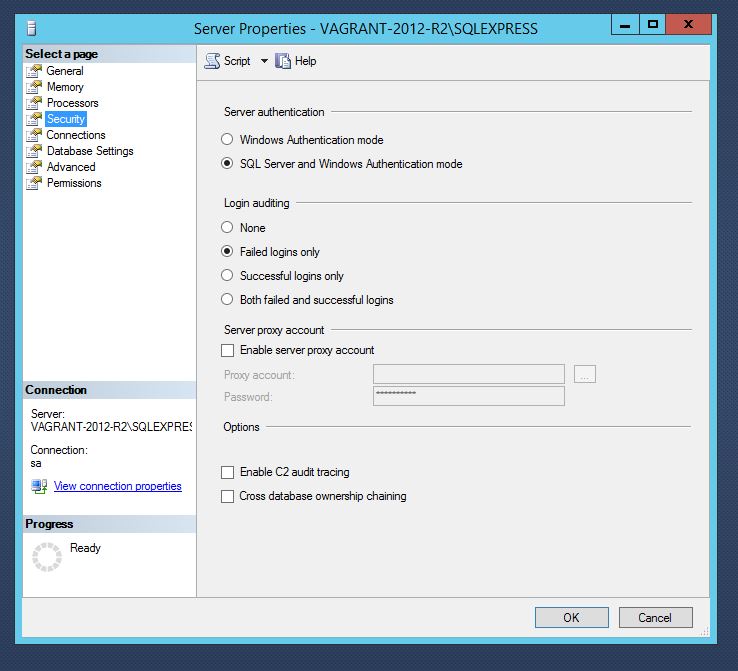 Server Properties - VAGRANT-2012-R2\SQLEXPRESS
Select a page
General
Memory
Processors
Security
Connections
Database Settings
Advanced
Permissions
Script
Help
Server authentication
Windows Authentication mode
SQL Server and Windows Authentication mode
Login auditing
None
Failed logins only
Successful logins only
Both failed and successful logins
Server proxy account
Enable server proxy account
Proxy account:
...
Password:
**********
Options
Enable C2 audit tracing
Cross database ownership chaining
Connection
Server:
VAGRANT-2012-R2\SQLEXPRES
Connection:
sa
View connection properties
Progress
Ready
OK
Cancel